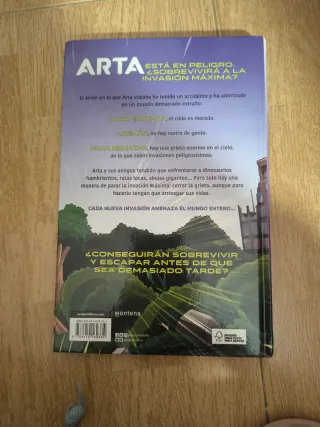 ARTA ESTÁ EN PELIGRO.
¿SOBREVIVIRÁ A LA
INVASIÓN MÁXIMA?
El avión en el que Arta viajaba ha tenido un accidente y ha aterrizado
en un mundo demasiado extraño:
el cielo es morado.
no hay rastro de gente.
hay una grieta enorme en el cielo,
de la que salen invasiones peligrosísimas.
Arta y sus amigos tendrán que enfrentarse a dinosaurios
hambrientos, ratas locas, abejas gigantes... Pero solo hay una
manera de parar la Invasión Máxima: cerrar la grieta, aunque para
hacerlo tengan que arriesgar sus vidas.
CADA NUEVA INVASIÓN AMENAZA EL MUNDO ENTERO...
¿CONSEGUIRÁN SOBREVIVIR
Y ESCAPAR ANTES DE QUE
SEA DEMASIADO TARDE?
montena
FSC